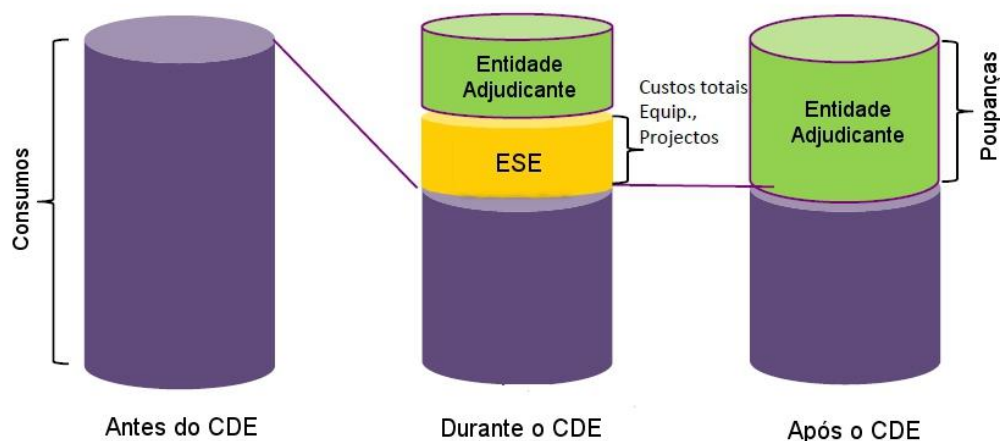 Consumos
Entidade
Adjudicante
ESE
Custos totais
Equip.,
Projectos
Entidade
Adjudicante
Poupanças
Antes do CDE
Durante o CDE
Após o CDE